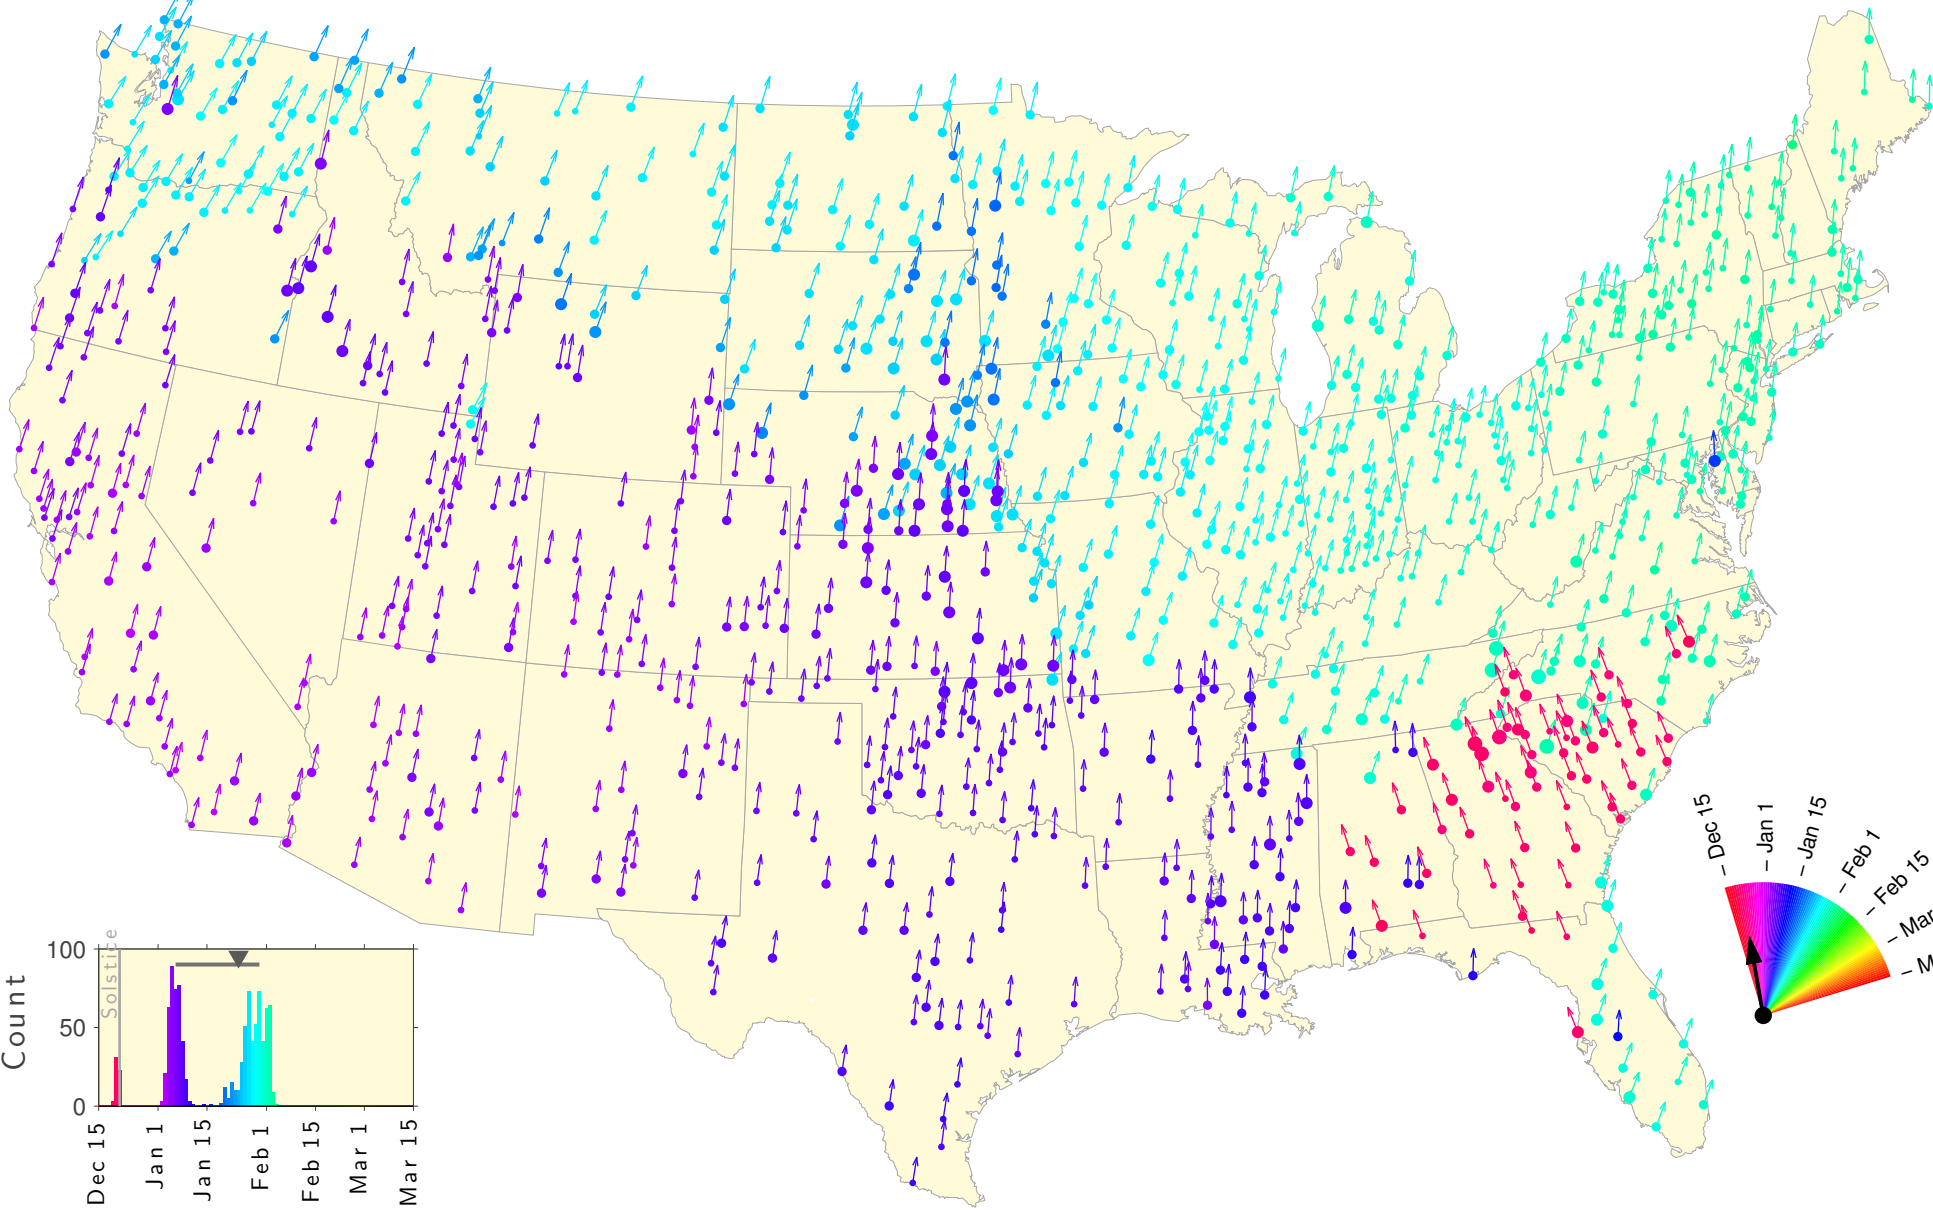 – Dec 15
– Jan 1
– Jan 15
– Feb 1
– Feb 15
– Mar
– M
Solstice
Count
100
50
0
Dec 15
Jan 1
Jan 15
Feb 1
Feb 15
Mar 1
Mar 15